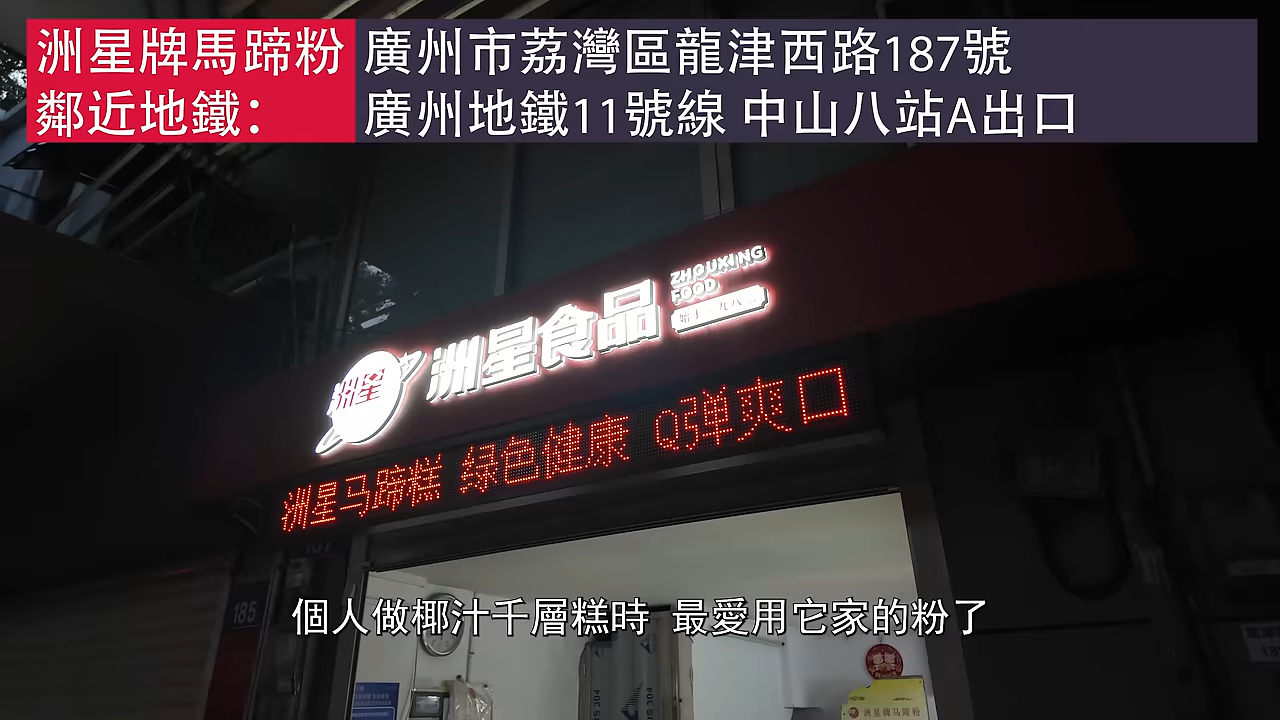 洲星牌馬蹄粉 廣州市荔灣區龍津西路187號
鄰近地鐵： 廣州地鐵11號線 中山八站A出口
ZHOUXING
FOOD
洲星
洲星食品
洲星马蹄糕 绿色健康 Q弹爽口
187
185
個人做椰汁千層糕時 最愛用它家的粉了
洲星牌马蹄粉